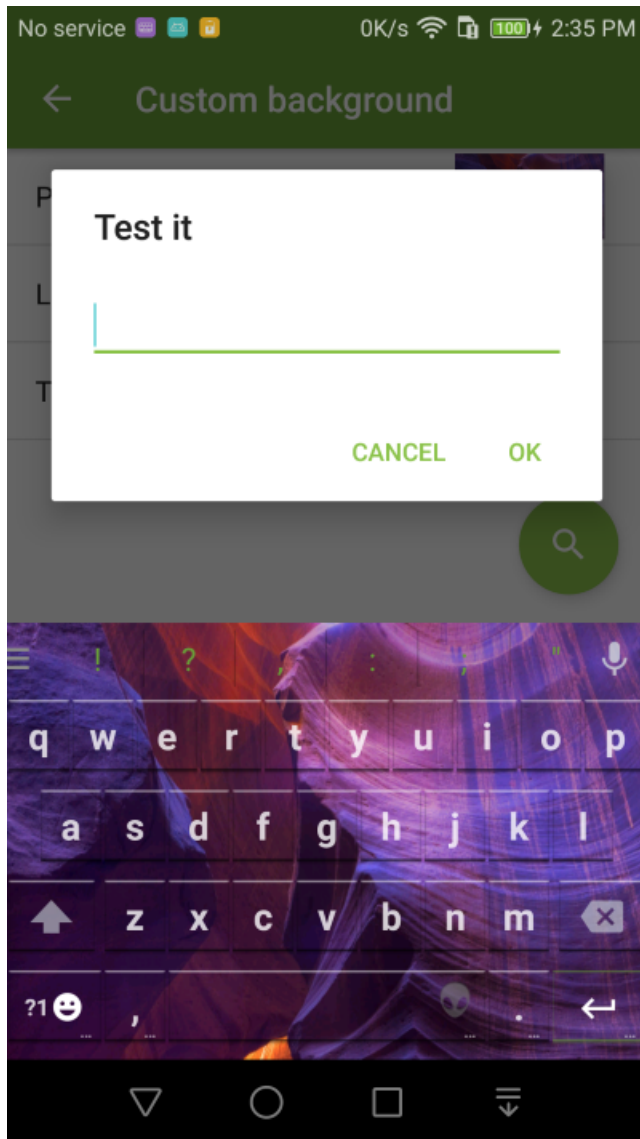 No service 0K/s 100 2:35 PM
Custom background
P
Test it
L
T
CANCEL OK
! ? , : ; "
q w e r t y u i o p
a s d f g h j k l
z x c v b n m
?1 , ... ... . ... ...